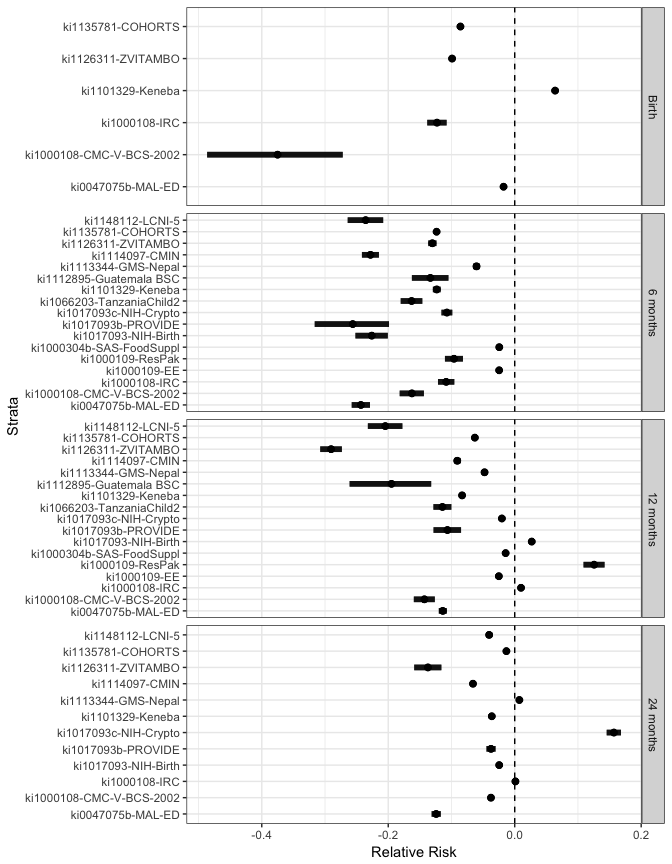 ki1135781-COHORTS
ki1126311-ZVITAMBO
ki1101329-Keneba
ki1000108-IRC
ki1000108-CMC-V-BCS-2002
ki0047075b-MAL-ED
Birth
ki1148112-LCNI-5
ki1135781-COHORTS
ki1126311-ZVITAMBO
ki1114097-CMIN
ki1113344-GMS-Nepal
ki1112895-Guatemala BSC
ki1101329-Keneba
ki1066203-TanzaniaChild2
ki1017093c-NIH-Crypto
ki1017093b-PROVIDE
ki1017093-NIH-Birth
ki1000304b-SAS-FoodSuppl
ki1000109-ResPak
ki1000109-EE
ki1000108-IRC
ki1000108-CMC-V-BCS-2002
ki0047075b-MAL-ED
6 months
ki1148112-LCNI-5
ki1135781-COHORTS
ki1126311-ZVITAMBO
ki1114097-CMIN
ki1113344-GMS-Nepal
ki1112895-Guatemala BSC
ki1101329-Keneba
ki1066203-TanzaniaChild2
ki1017093c-NIH-Crypto
ki1017093b-PROVIDE
ki1017093-NIH-Birth
ki1000304b-SAS-FoodSuppl
ki1000109-ResPak
ki1000109-EE
ki1000108-IRC
ki1000108-CMC-V-BCS-2002
ki0047075b-MAL-ED
12 months
ki1148112-LCNI-5
ki1135781-COHORTS
ki1126311-ZVITAMBO
ki1114097-CMIN
ki1113344-GMS-Nepal
ki1101329-Keneba
ki1017093c-NIH-Crypto
ki1017093b-PROVIDE
ki1017093-NIH-Birth
ki1000108-IRC
ki1000108-CMC-V-BCS-2002
ki0047075b-MAL-ED
24 months
Strata
-0.4 -0.2 0.0 0.2
Relative Risk